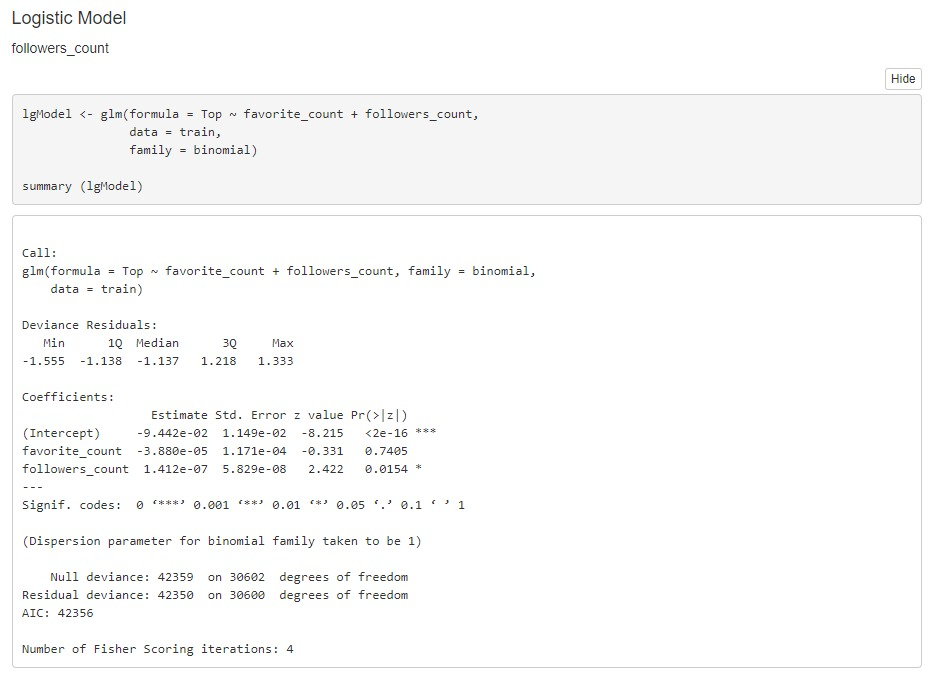 Logistic Model
followers_count
Hide
lgModel <- glm(formula = Top ~ favorite_count + followers_count,
               data = train,
               family = binomial)
summary (lgModel)
Call:
glm(formula = Top ~ favorite_count + followers_count, family = binomial,
    data = train)
Deviance Residuals:
   Min      1Q  Median      3Q     Max
-1.555  -1.138  -1.137   1.218   1.333
Coefficients:
                  Estimate Std. Error z value Pr(>|z|)
(Intercept)     -9.442e-02  1.149e-02  -8.215   <2e-16 ***
favorite_count  -3.880e-05  1.171e-04  -0.331   0.7405
followers_count  1.412e-07  5.829e-08   2.422   0.0154 *
---
Signif. codes:  0 ‘***’ 0.001 ‘**’ 0.01 ‘*’ 0.05 ‘.’ 0.1 ‘ ’ 1
(Dispersion parameter for binomial family taken to be 1)
    Null deviance: 42359  on 30602  degrees of freedom
Residual deviance: 42350  on 30600  degrees of freedom
AIC: 42356
Number of Fisher Scoring iterations: 4